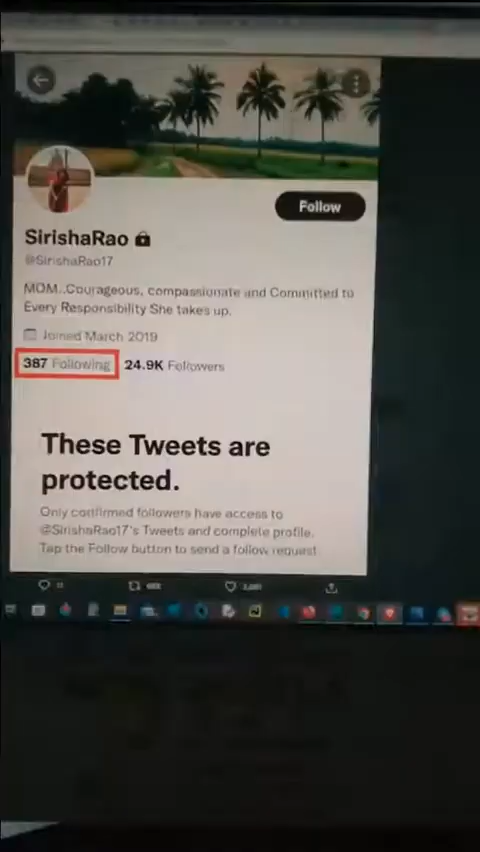 Follow
SirishaRao
@SirishaRao17
MOM..Courageous, compassionate and Committed to
Every Responsibility She takes up.
Joined March 2019
387 Following 24.9K Followers
These Tweets are
protected.
Only confirmed followers have access to
@SirishaRao17's Tweets and complete profile.
Tap the Follow button to send a follow request.